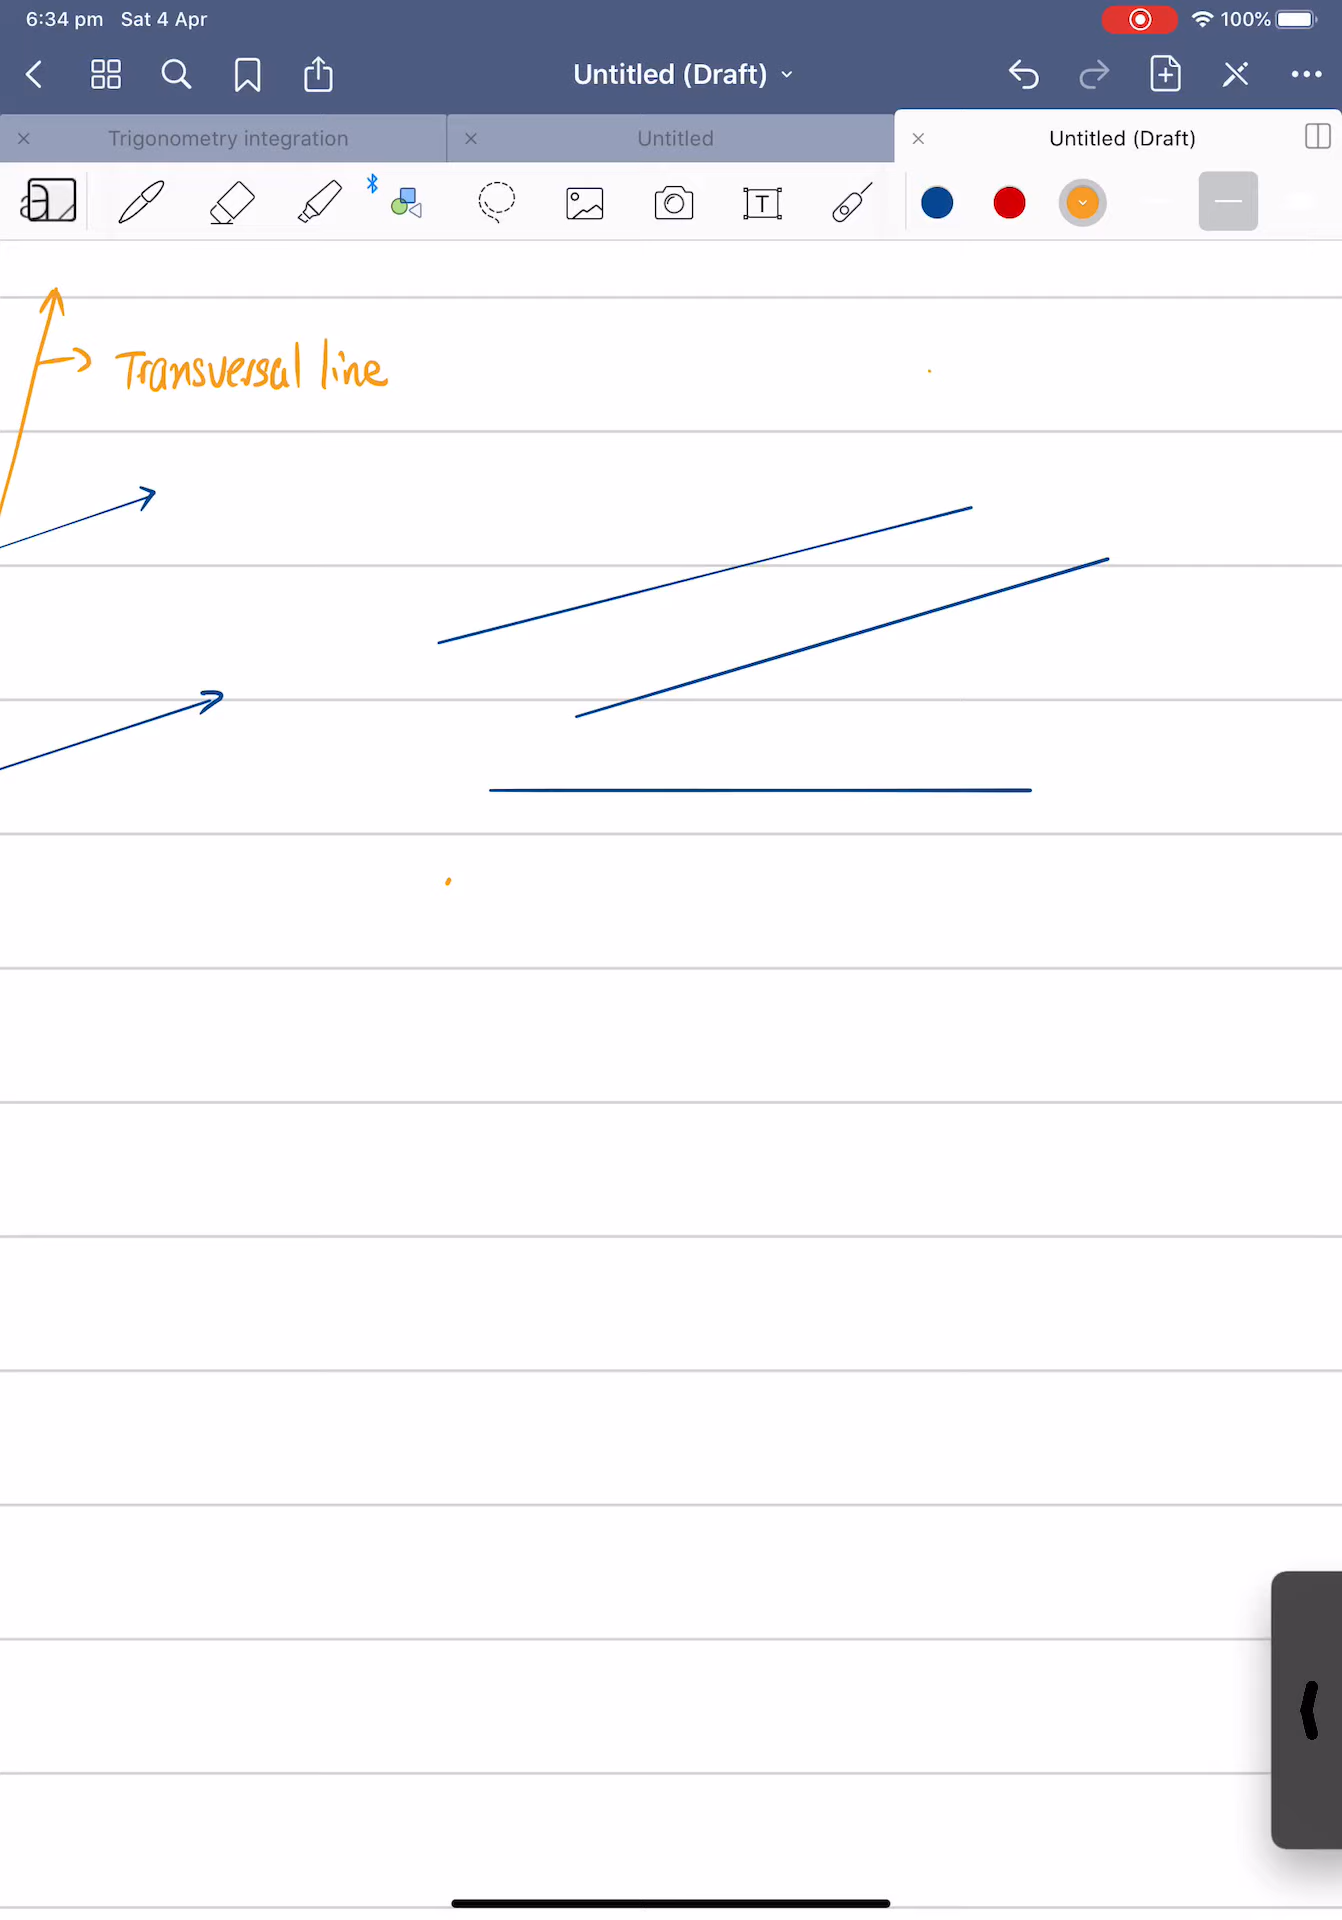 6:34 pm Sat 4 Apr 100%
Untitled (Draft)
Trigonometry integration
Untitled
Untitled (Draft)
a
T
Transversal line